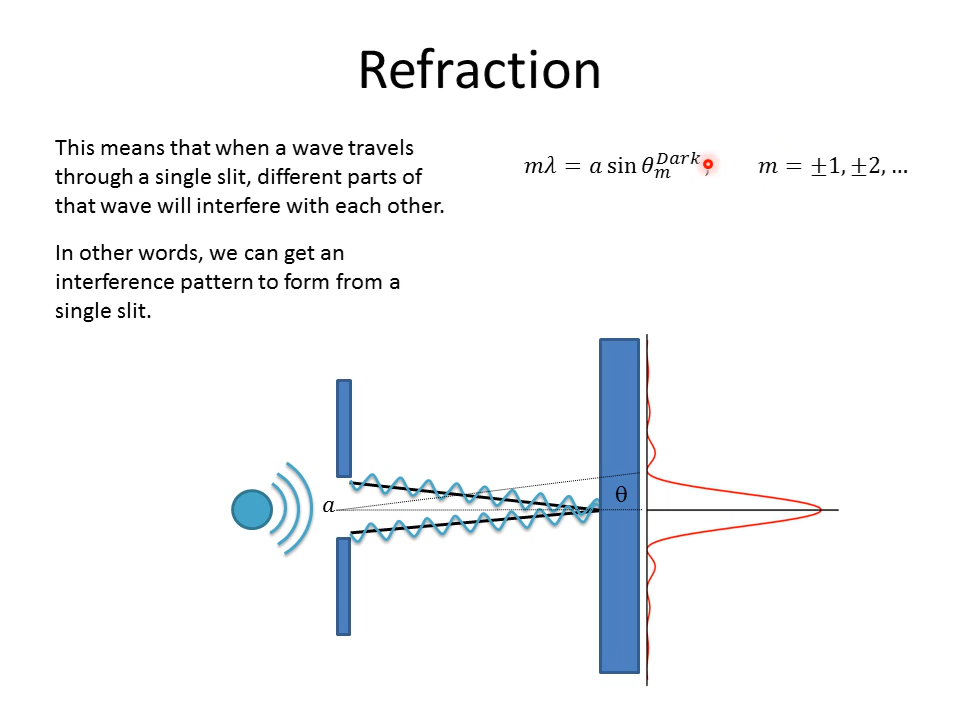 Refraction
This means that when a wave travels
through a single slit, different parts of
that wave will interfere with each other.
In other words, we can get an
interference pattern to form from a
single slit.
mλ = a sin θ_m^Dark, m = ±1, ±2, …
a
θ